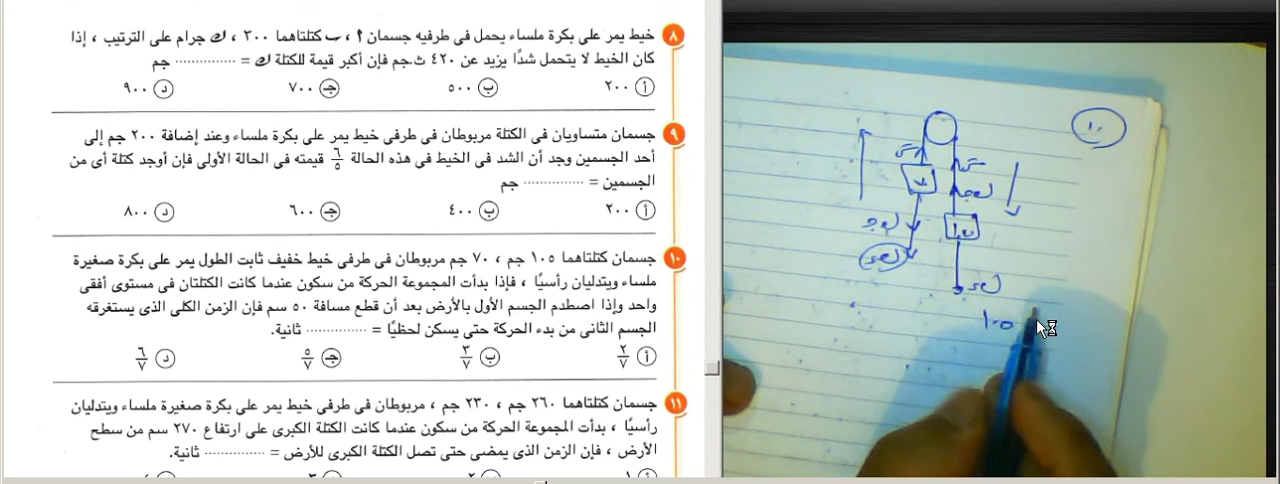 ٨ خيط يمر على بكرة ملساء يحمل فى طرفيه جسمان أ ، ب كتلتاهما ٣٠٠ ، ك جرام على الترتيب ، إذا
كان الخيط لا يتحمل شدًا يزيد عن ٤٢٠ ث.جم فإن أكبر قيمة للكتلة ك = ............... جم
أ ٢٠٠ ب ٥٠٠ جـ ٧٠٠ د ٩٠٠
٩ جسمان متساويان فى الكتلة مربوطان فى طرفى خيط يمر على بكرة ملساء وعند إضافة ٢٠٠ جم إلى
أحد الجسمين وجد أن الشد فى الخيط فى هذه الحالة ٦/٥ قيمته فى الحالة الأولى فإن أوجد كتلة أى من
الجسمين = ............... جم
أ ٢٠٠ ب ٤٠٠ جـ ٦٠٠ د ٨٠٠
١٠ جسمان كتلتاهما ١٠٥ جم ، ٧٠ جم مربوطان فى طرفى خيط خفيف ثابت الطول يمر على بكرة صغيرة
ملساء ويتدليان رأسيًا ، فإذا بدأت المجموعة الحركة من سكون عندما كانت الكتلتان فى مستوى أفقى
واحد وإذا اصطدم الجسم الأول بالأرض بعد أن قطع مسافة ٥٠ سم فإن الزمن الكلى الذى يستغرقه
الجسم الثانى من بدء الحركة حتى يسكن لحظيًا = ............... ثانية.
أ ٢/٧ ب ٣/٧ جـ ٥/٧ د ٦/٧
١١ جسمان كتلتاهما ٢٦٠ جم ، ٢٣٠ جم ، مربوطان فى طرفى خيط يمر على بكرة صغيرة ملساء ويتدليان
رأسيًا ، بدأت المجموعة الحركة من سكون عندما كانت الكتلة الكبرى على ارتفاع ٢٧٠ سم من سطح
الأرض ، فإن الزمن الذى يمضى حتى تصل الكتلة الكبرى للأرض = ............... ثانية.
١٠
١٠٥